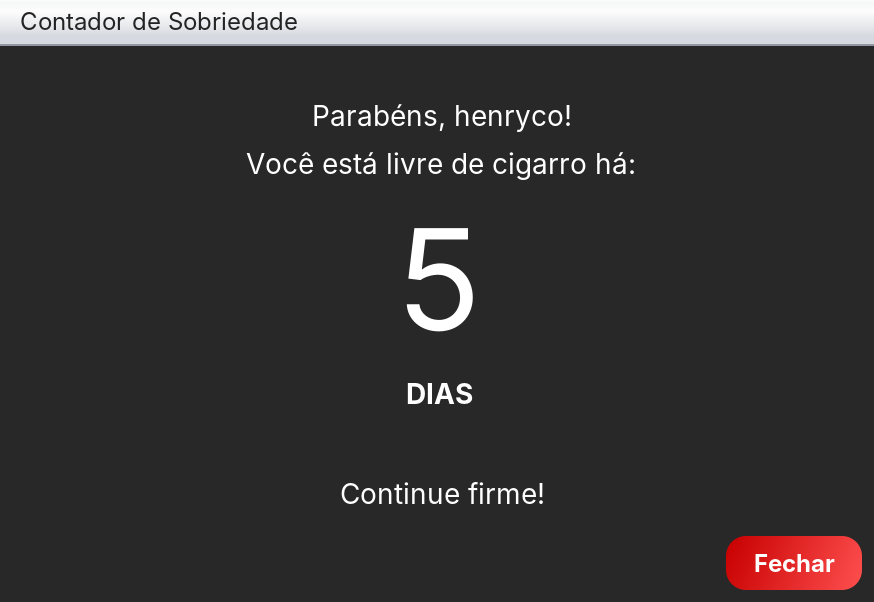 Contador de Sobriedade
Parabéns, henryco!
Você está livre de cigarro há:
5
DIAS
Continue firme!
Fechar